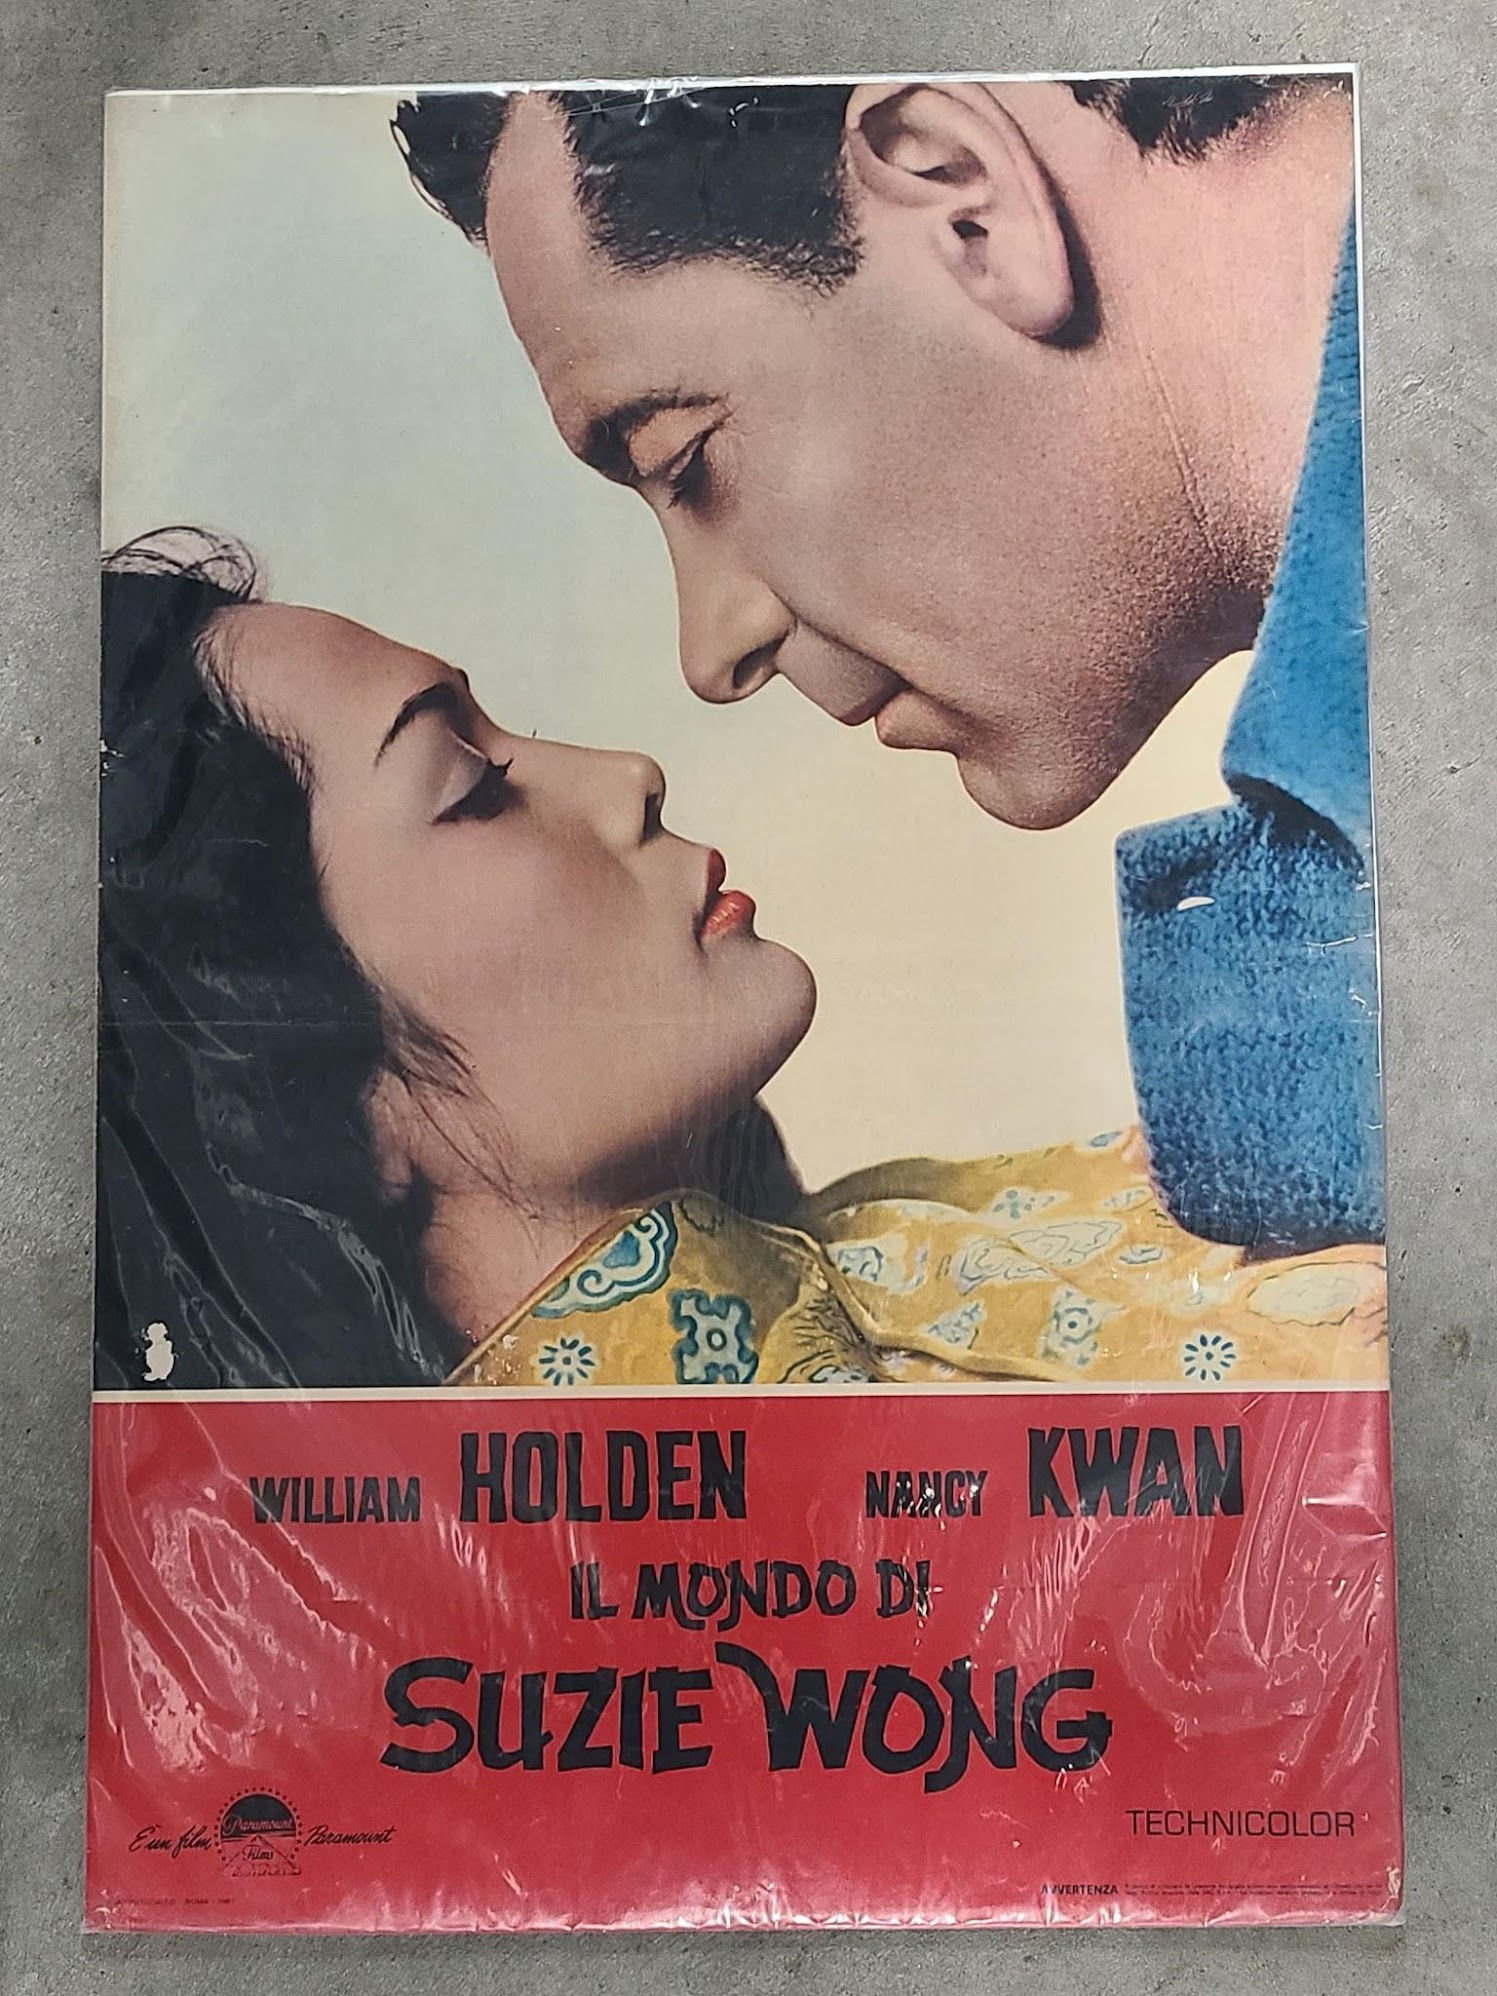 WILLIAM HOLDEN NANCY KWAN
IL MONDO DI
SUZIE WONG
È un film Paramount Films Paramount
TECHNICOLOR
AVVERTENZA